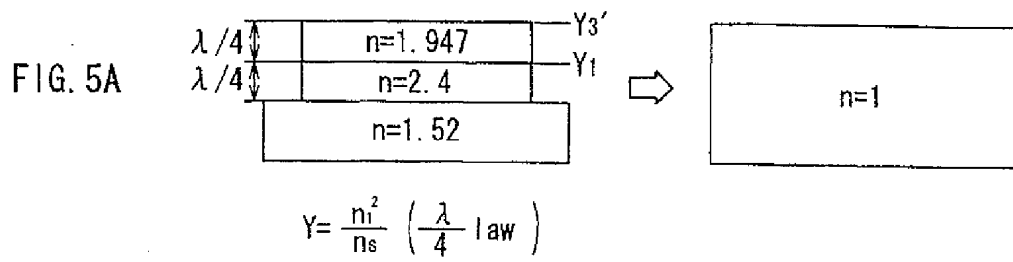 FIG. 5A
λ/4
n=1.947
Y3′
λ/4
n=2.4
Y1
n=1.52
n=1
Y= n1²/ns (λ/4 law)